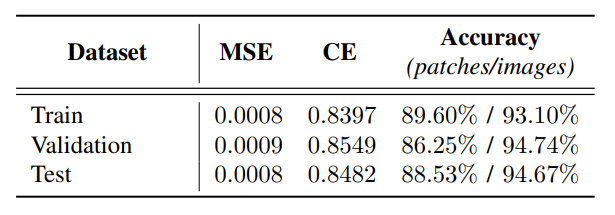 Dataset MSE CE Accuracy (patches/images)
Train 0.0008 0.8397 89.60% / 93.10%
Validation 0.0009 0.8549 86.25% / 94.74%
Test 0.0008 0.8482 88.53% / 94.67%